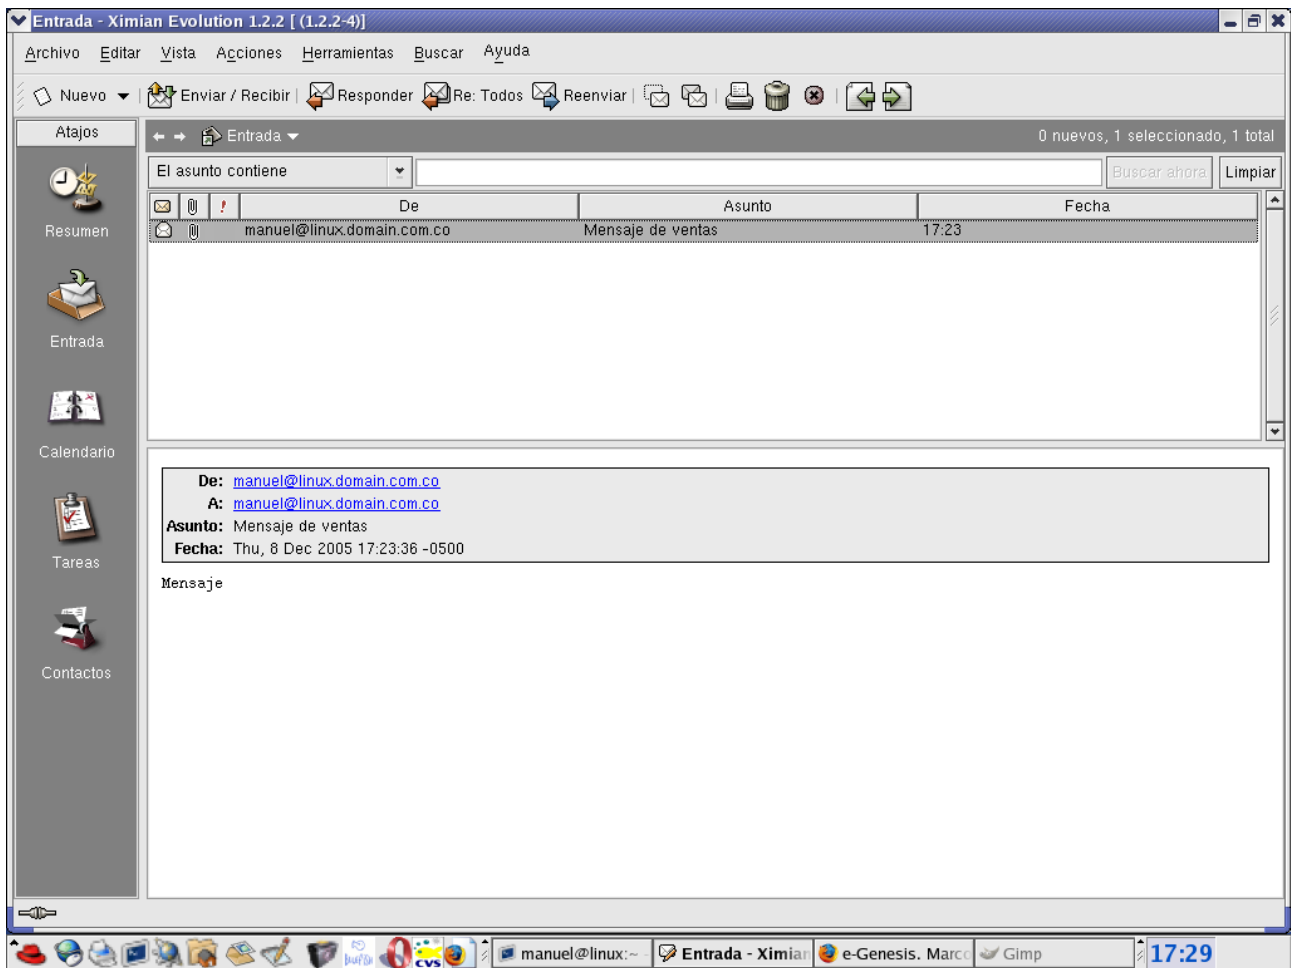 Entrada - Ximian Evolution 1.2.2 [ (1.2.2-4)]
Archivo Editar Vista Acciones Herramientas Buscar Ayuda
Nuevo Enviar / Recibir Responder Re: Todos Reenviar
Atajos
Entrada
0 nuevos, 1 seleccionado, 1 total
El asunto contiene
Buscar ahora
Limpiar
De Asunto Fecha
manuel@linux.domain.com.co Mensaje de ventas 17:23
Resumen
Entrada
Calendario
Tareas
Contactos
De: manuel@linux.domain.com.co
A: manuel@linux.domain.com.co
Asunto: Mensaje de ventas
Fecha: Thu, 8 Dec 2005 17:23:36 -0500
Mensaje
CVS
manuel@linux:~ -
Entrada - Ximian
e-Genesis. Marco
Gimp
17:29